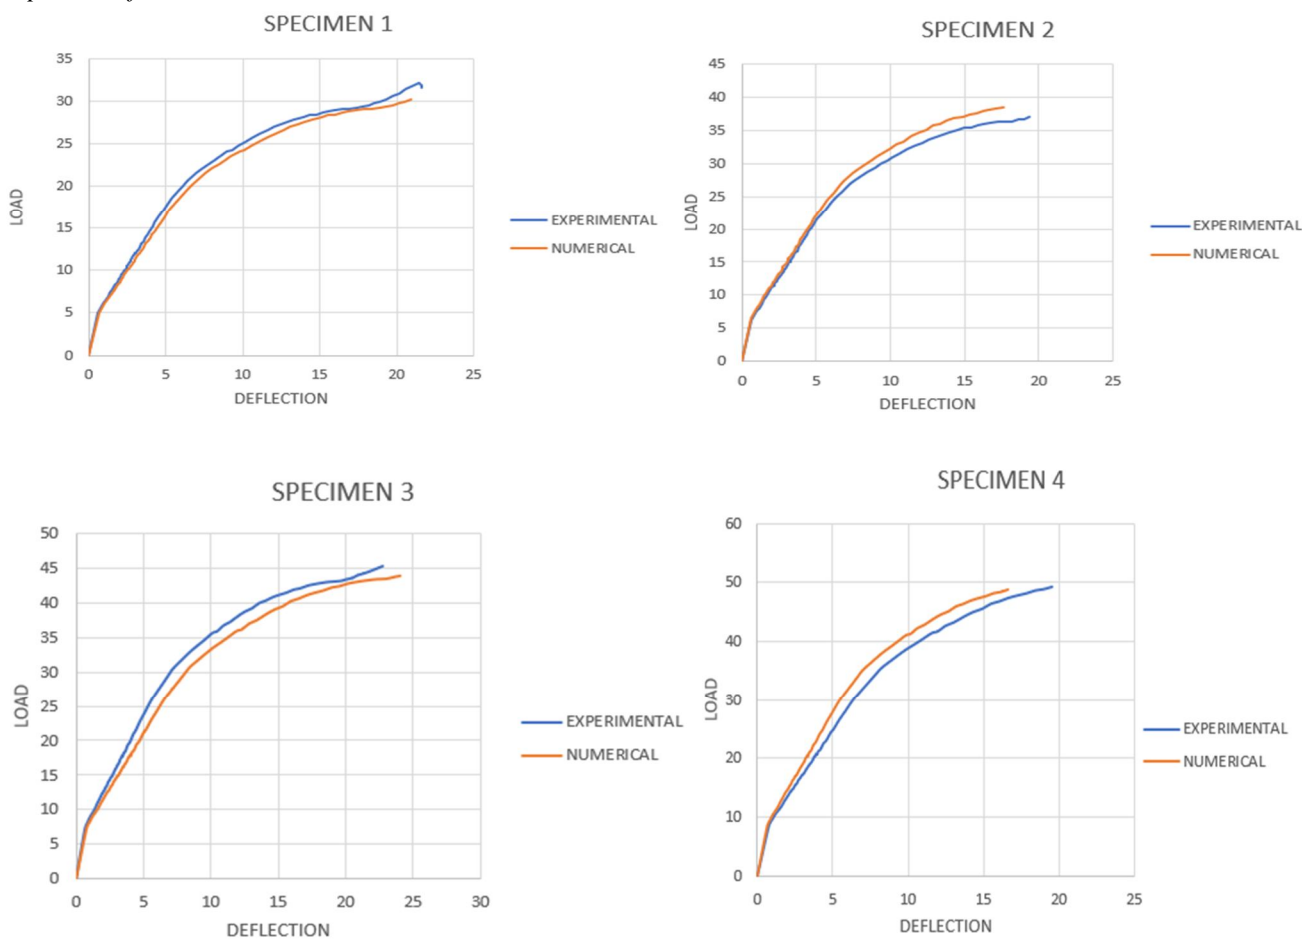 SPECIMEN 1
35
30
25
20
15
10
5
0
LOAD
0 5 10 15 20 25
DEFLECTION
EXPERIMENTAL
NUMERICAL
SPECIMEN 2
45
40
35
30
25
20
15
10
5
0
LOAD
0 5 10 15 20 25
DEFLECTION
EXPERIMENTAL
NUMERICAL
SPECIMEN 3
50
45
40
35
30
25
20
15
10
5
0
LOAD
0 5 10 15 20 25 30
DEFLECTION
EXPERIMENTAL
NUMERICAL
SPECIMEN 4
60
50
40
30
20
10
0
LOAD
0 5 10 15 20 25
DEFLECTION
EXPERIMENTAL
NUMERICAL